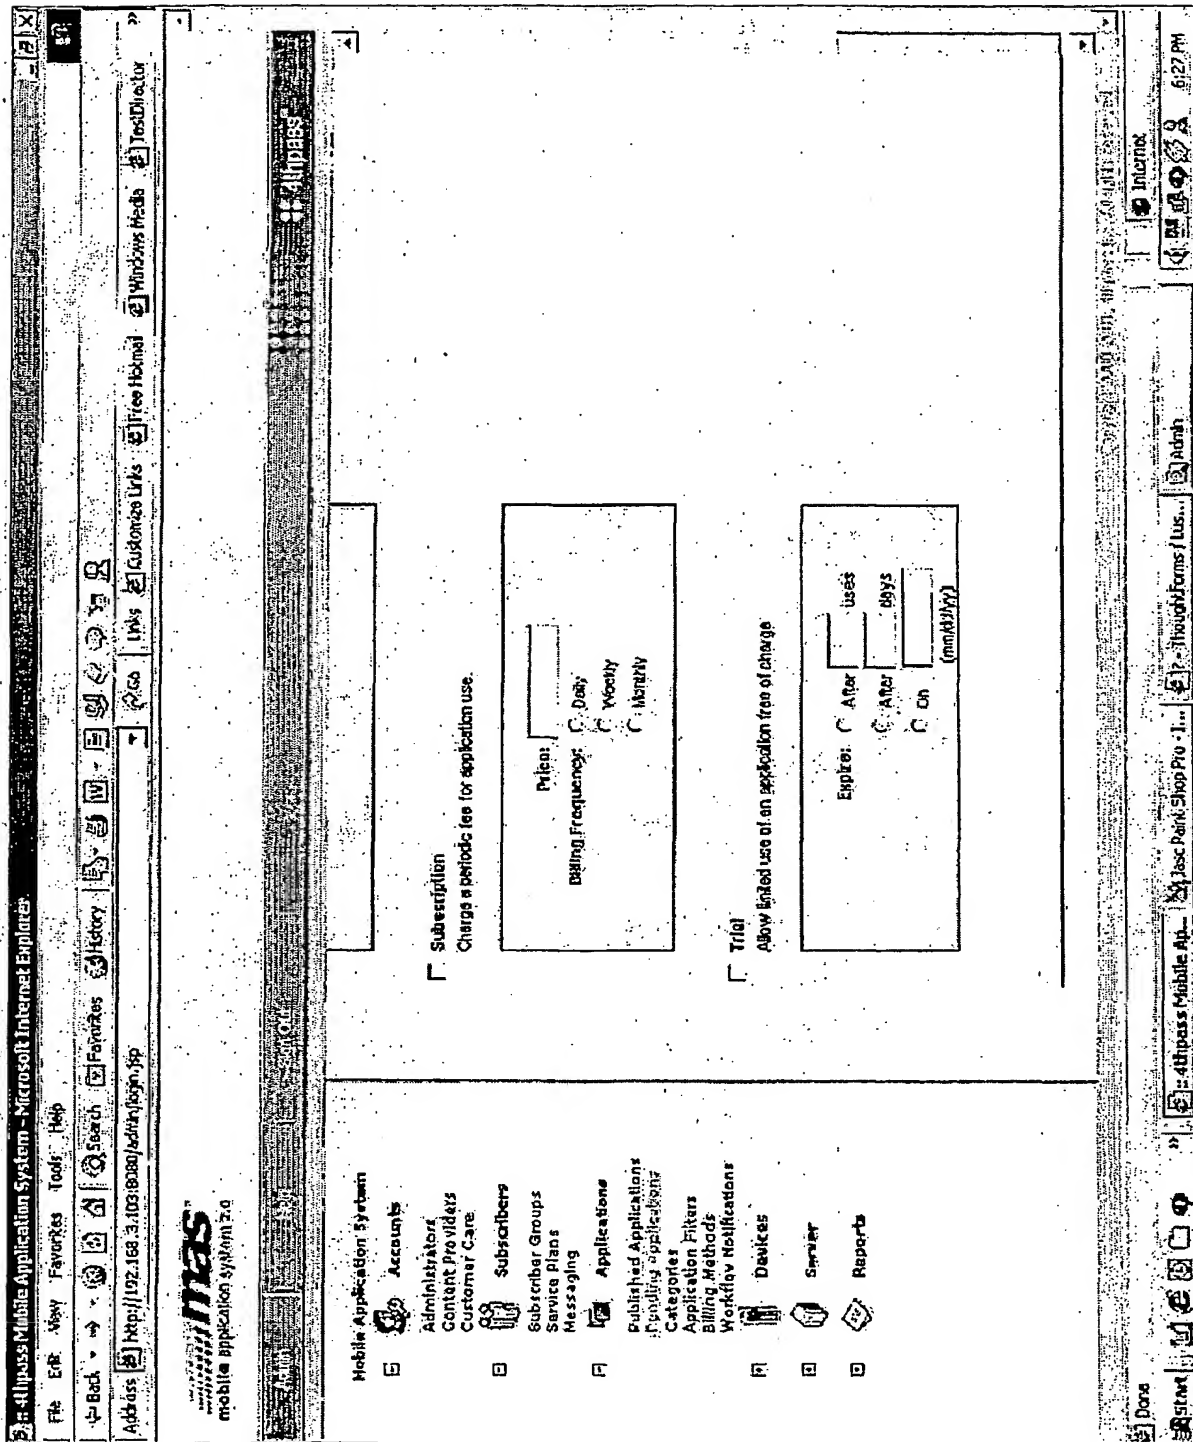 :: 4thpass Mobile Application System - Microsoft Internet Explorer
File Edit View Favorites Tools Help
Back Search Favorites History
Address http://192.168.3.103:8080/admin/login.jsp Go Links Customize Links Free Hotmail Windows Media TestDirector
mas
mobile application system 2.0
4thpass
Mobile Application System
Accounts
Administrators
Content Providers
Customer Care
Subscribers
Subscriber Groups
Service Plans
Messaging
Applications
Published Applications
Pending Applications
Categories
Application Filters
Billing Methods
Workflow Notifications
Devices
Server
Reports
Subscription
Charge a periodic fee for application use.
Price:
Billing Frequency: Daily
Weekly
Monthly
Trial
Allow limited use of an application free of charge
Expires: After uses
After days
On
(mm/dd/yy)
Done Internet
Start :: 4thpass Mobile Ap... Jasc Paint Shop Pro - I... ? - ThoughtForms / Lus... Admin 6:27 PM